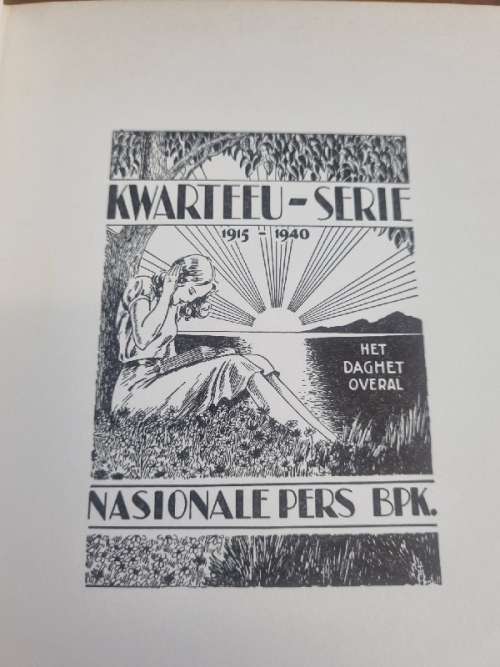 KWARTEEU - SERIE
1915 - 1940
HET
DAGHET
OVERAL
NASIONALE PERS BPK.